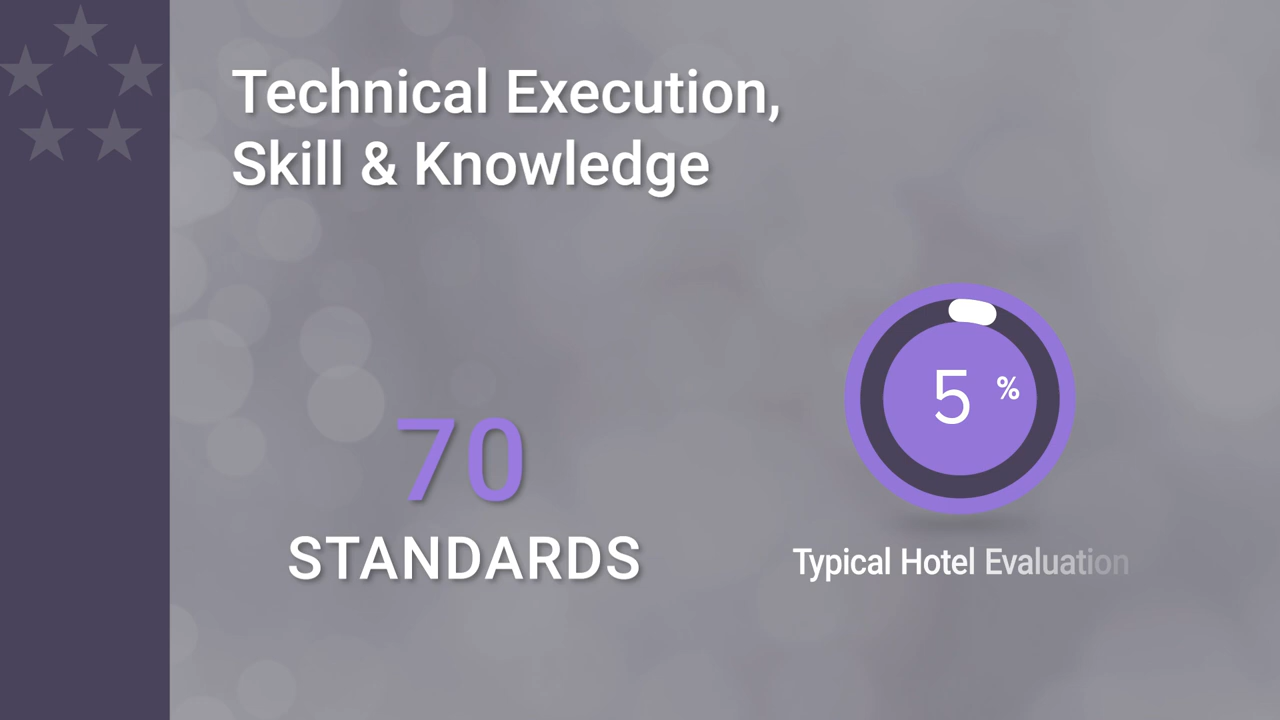 Technical Execution,
Skill & Knowledge
70
STANDARDS
5 %
Typical Hotel Evaluation